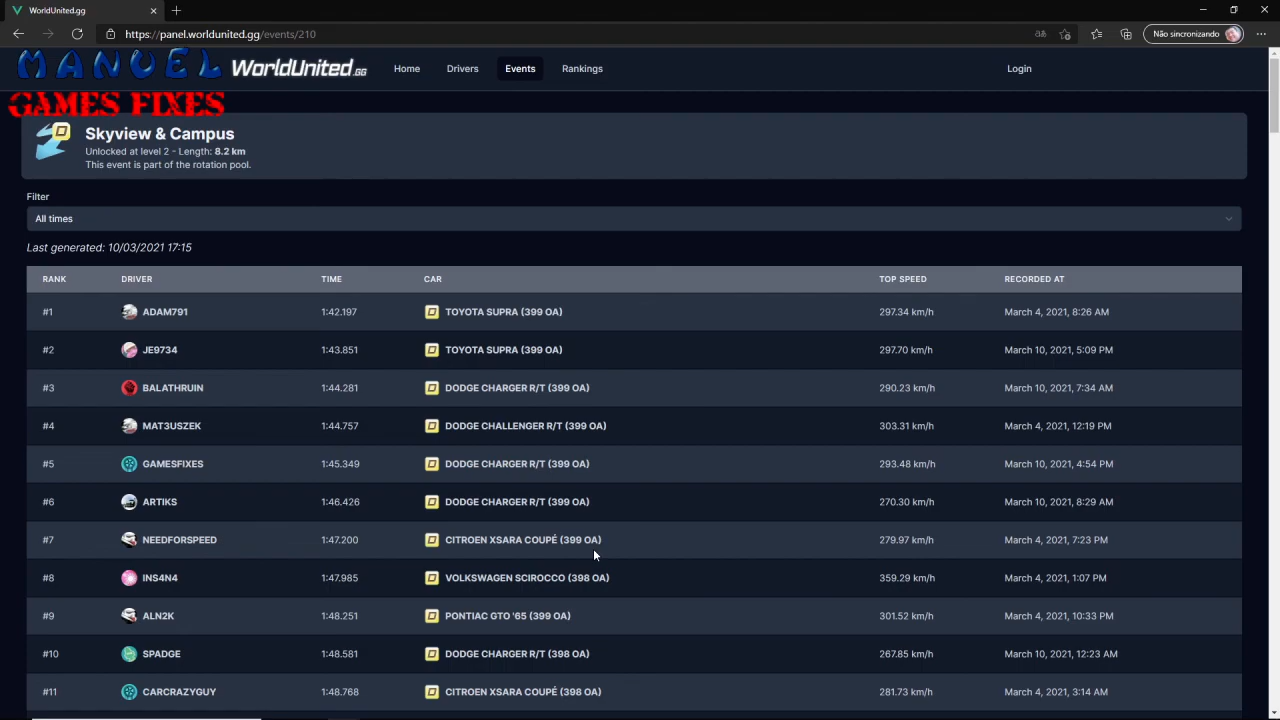 WorldUnited.gg
https://panel.worldunited.gg/events/210
Não sincronizando
MANUEL
GAMES FIXES
WORLDUNITED.GG
Home
Drivers
Events
Rankings
Login
Skyview & Campus
Unlocked at level 2 - Length: 8.2 km
This event is part of the rotation pool.
Filter
All times
Last generated: 10/03/2021 17:15
RANK DRIVER TIME CAR TOP SPEED RECORDED AT
#1 ADAM791 1:42.197 TOYOTA SUPRA (399 OA) 297.34 km/h March 4, 2021, 8:26 AM
#2 JE9734 1:43.851 TOYOTA SUPRA (399 OA) 297.70 km/h March 10, 2021, 5:09 PM
#3 BALATHRUIN 1:44.281 DODGE CHARGER R/T (399 OA) 290.23 km/h March 10, 2021, 7:34 AM
#4 MAT3USZEK 1:44.757 DODGE CHALLENGER R/T (399 OA) 303.31 km/h March 4, 2021, 12:19 PM
#5 GAMESFIXES 1:45.349 DODGE CHARGER R/T (399 OA) 293.48 km/h March 10, 2021, 4:54 PM
#6 ARTIKS 1:46.426 DODGE CHARGER R/T (399 OA) 270.30 km/h March 10, 2021, 8:29 AM
#7 NEEDFORSPEED 1:47.200 CITROEN XSARA COUPÉ (399 OA) 279.97 km/h March 4, 2021, 7:23 PM
#8 INS4N4 1:47.985 VOLKSWAGEN SCIROCCO (398 OA) 359.29 km/h March 4, 2021, 1:07 PM
#9 ALN2K 1:48.251 PONTIAC GTO '65 (399 OA) 301.52 km/h March 4, 2021, 10:33 PM
#10 SPADGE 1:48.581 DODGE CHARGER R/T (398 OA) 267.85 km/h March 10, 2021, 12:23 AM
#11 CARCRAZYGUY 1:48.768 CITROEN XSARA COUPÉ (398 OA) 281.73 km/h March 4, 2021, 3:14 AM